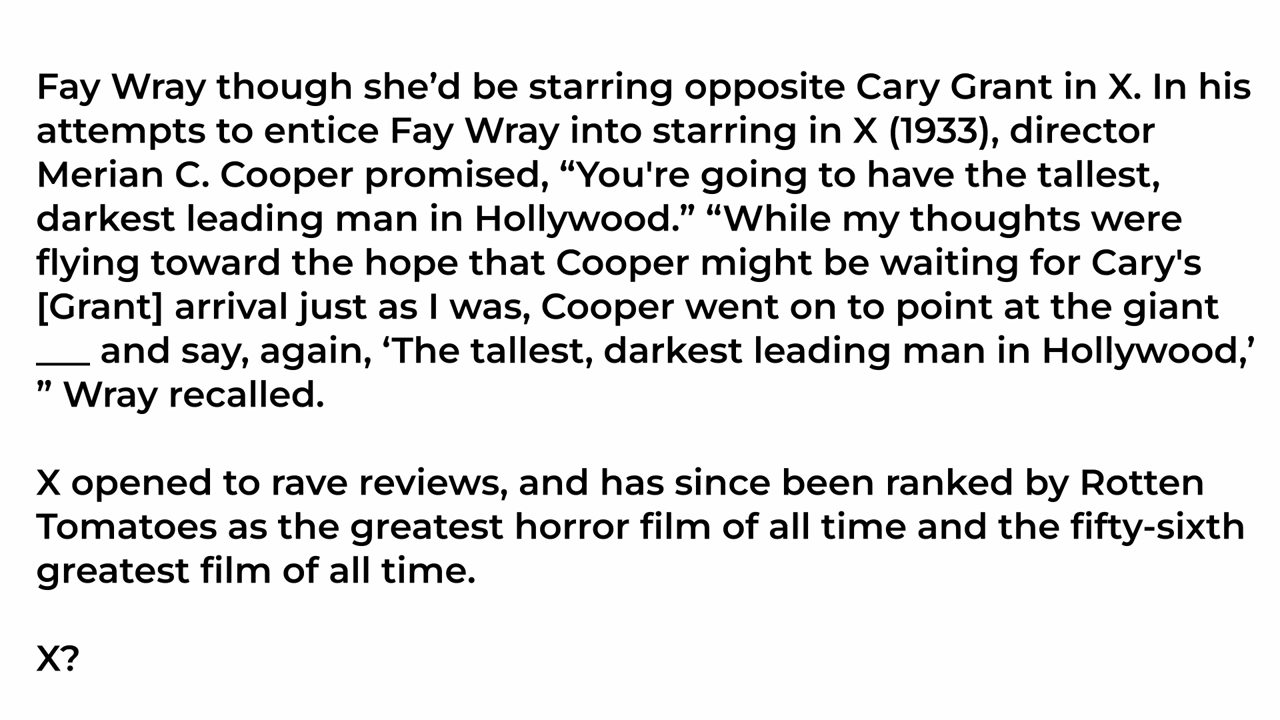 Fay Wray though she’d be starring opposite Cary Grant in X. In his
attempts to entice Fay Wray into starring in X (1933), director
Merian C. Cooper promised, “You're going to have the tallest,
darkest leading man in Hollywood.” “While my thoughts were
flying toward the hope that Cooper might be waiting for Cary's
[Grant] arrival just as I was, Cooper went on to point at the giant
___ and say, again, ‘The tallest, darkest leading man in Hollywood,’
” Wray recalled.
X opened to rave reviews, and has since been ranked by Rotten
Tomatoes as the greatest horror film of all time and the fifty-sixth
greatest film of all time.
X?